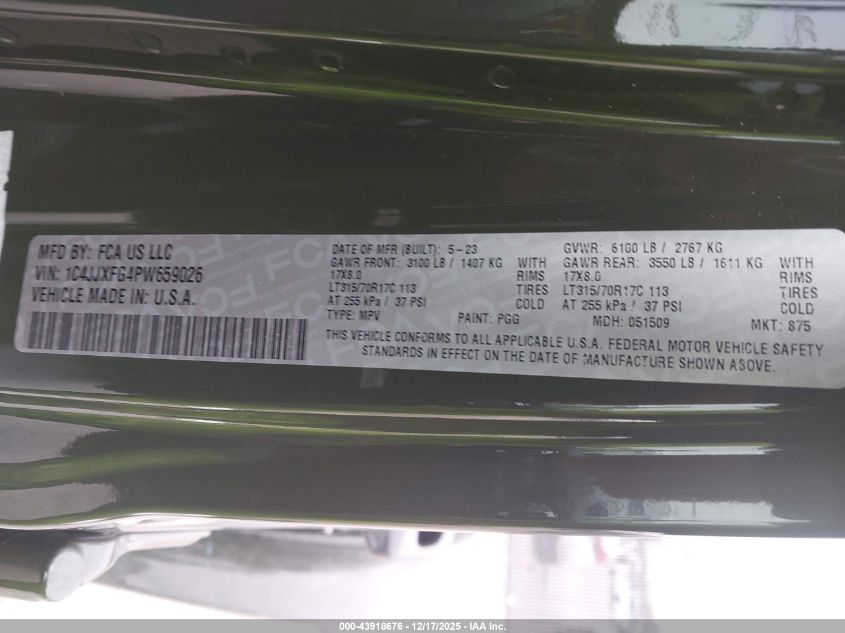 MFD BY: FCA US LLC
VIN: 1C4JJXFG4PW659026
VEHICLE MADE IN: U.S.A.
DATE OF MFR (BUILT): 5-23 GVWR: 6100 LB / 2767 KG
GAWR FRONT: 3100 LB / 1407 KG WITH GAWR REAR: 3550 LB / 1611 KG WITH
17X8.0 RIMS 17X8.0 RIMS
LT315/70R17C 113 TIRES LT315/70R17C 113 TIRES
AT 255 kPa / 37 PSI COLD AT 255 kPa / 37 PSI COLD
TYPE: MPV PAINT: PGG MDH: 051509 MKT: 875
THIS VEHICLE CONFORMS TO ALL APPLICABLE U.S.A. FEDERAL MOTOR VEHICLE SAFETY
STANDARDS IN EFFECT ON THE DATE OF MANUFACTURE SHOWN ABOVE.
000-43918676 - 12/17/2025 - IAA Inc.